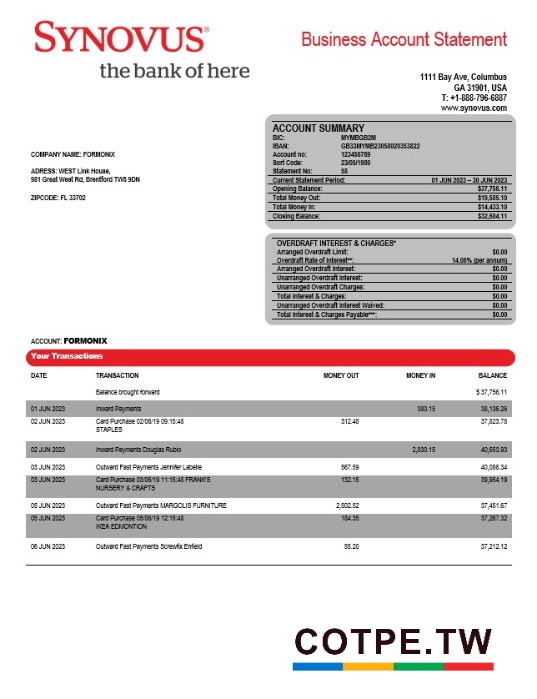 SYNOVUS®
the bank of here
Business Account Statement
1111 Bay Ave, Columbus
GA 31901, USA
T: +1-888-796-6887
www.synovus.com
COMPANY NAME: FORMONIX
ADRESS: WEST Link House,
981 Great West Rd, Brentford TW8 9DN
ZIPCODE: FL 33702
ACCOUNT SUMMARY
BIC: MYMBGB2M
IBAN: GB33MYMB23058020353822
Account no: 123456789
Sort Code: 23/05/1980
Statement No: 58
Current Statement Period: 01 JUN 2023 – 30 JUN 2023
Opening Balance: $37,756.11
Total Money Out: $19,585.10
Total Money In: $14,433.10
Closing Balance: $32,604.11
OVERDRAFT INTEREST & CHARGES*
Arranged Overdraft Limit: $0.00
Overdraft Rate of Interest**: 14.06% (per annum)
Arranged Overdraft Interest: $0.00
Unarranged Overdraft Interest: $0.00
Unarranged Overdraft Charges: $0.00
Total Interest & Charges: $0.00
Unarranged Overdraft Interest Waived: $0.00
Total Interest & Charges Payable***: $0.00
ACCOUNT: FORMONIX
Your Transactions
DATE TRANSACTION MONEY OUT MONEY IN BALANCE
Balance brought forward $ 37,756.11
01 JUN 2023 Inward Payments 380.15 38,136.26
02 JUN 2023 Card Purchase 02/06/19 09:15:48 312.48 37,823.78
STAPLES
02 JUN 2023 Inward Payments Douglas Rubio 2,830.15 40,653.93
03 JUN 2023 Outward Fast Payments Jennifer Labelle 567.59 40,086.34
03 JUN 2023 Card Purchase 03/06/19 11:15:48 FRANK'S 132.15 39,954.19
NURSERY & CRAFTS
05 JUN 2023 Outward Fast Payments MARGOLIS FURNITURE 2,502.52 37,451.67
05 JUN 2023 Card Purchase 05/06/19 12:15:48 184.35 37,267.32
IKEA EDMONTION
06 JUN 2023 Outward Fast Payments Screwfix Enfield 55.20 37,212.12
COTPE.TW